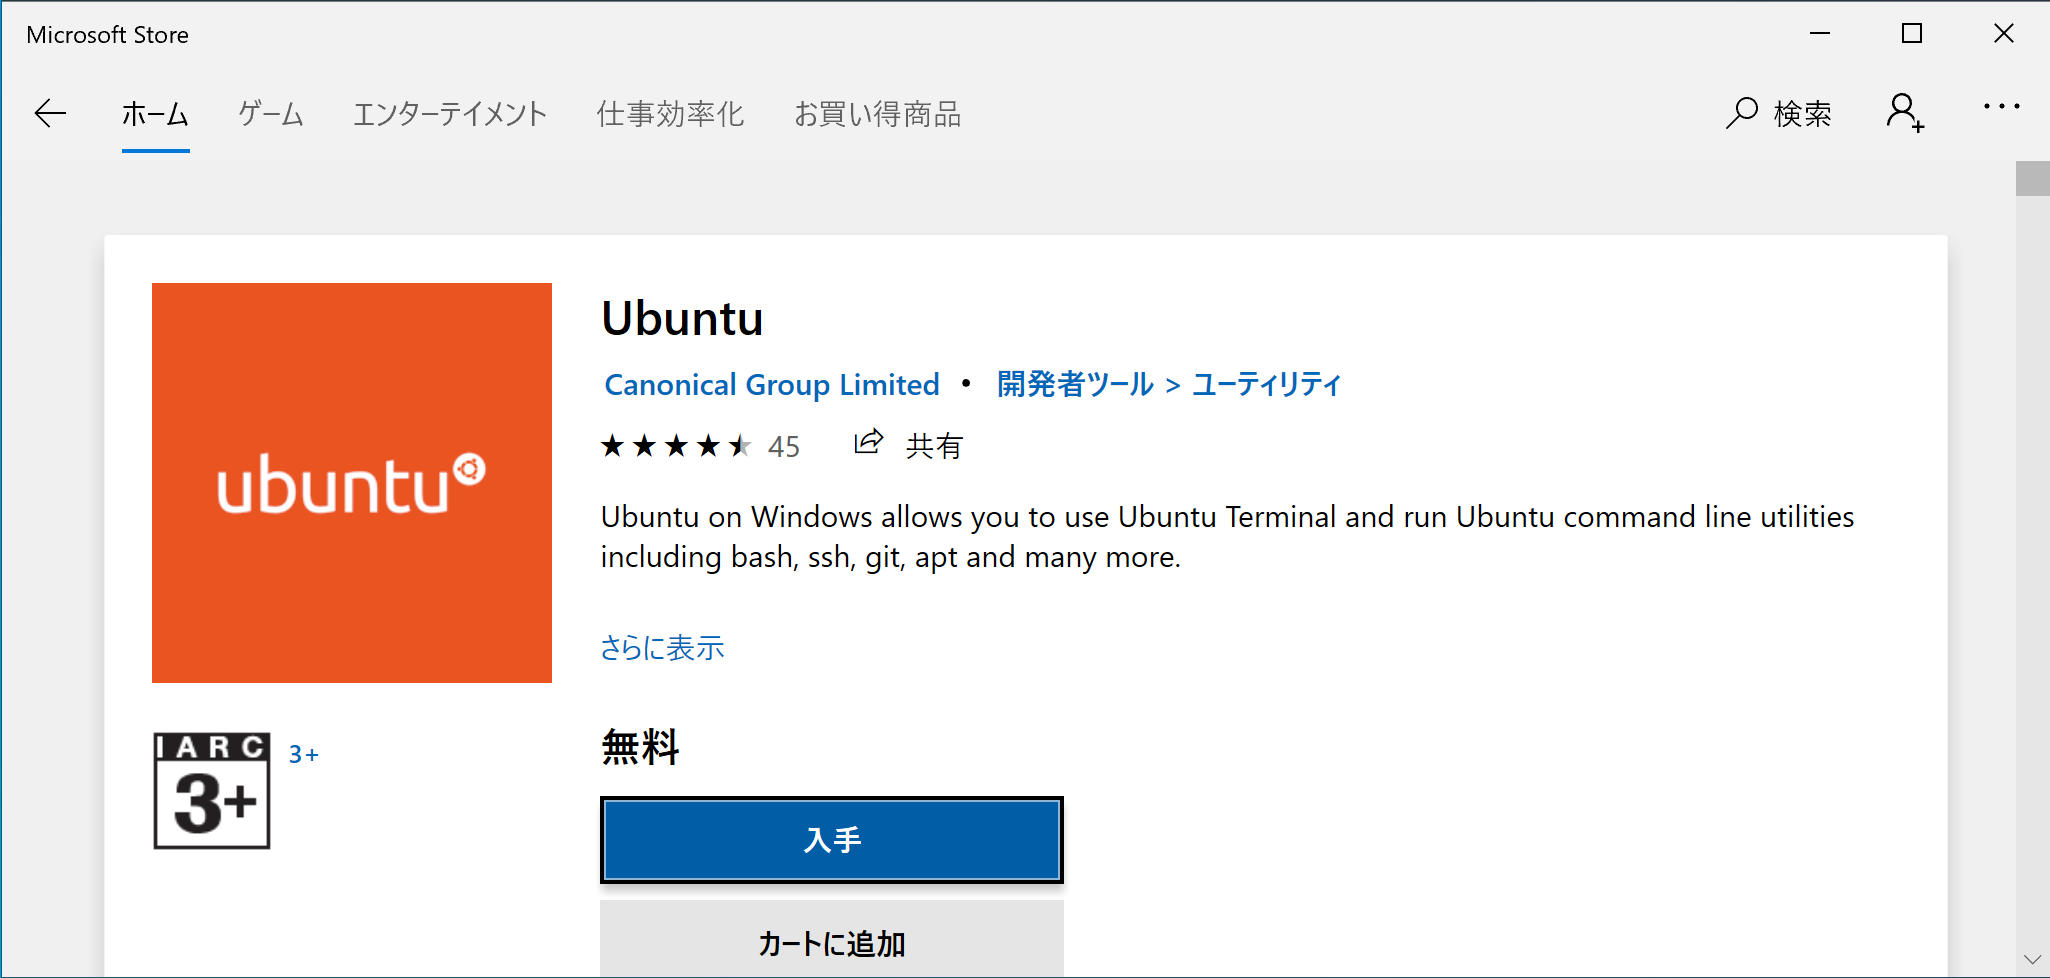 Microsoft Store
ホーム ゲーム エンターテイメント 仕事効率化 お買い得商品 検索
ubuntu
Ubuntu
Canonical Group Limited • 開発者ツール > ユーティリティ
45 共有
Ubuntu on Windows allows you to use Ubuntu Terminal and run Ubuntu command line utilities
including bash, ssh, git, apt and many more.
さらに表示
IARC
3+
3+
無料
入手
カートに追加